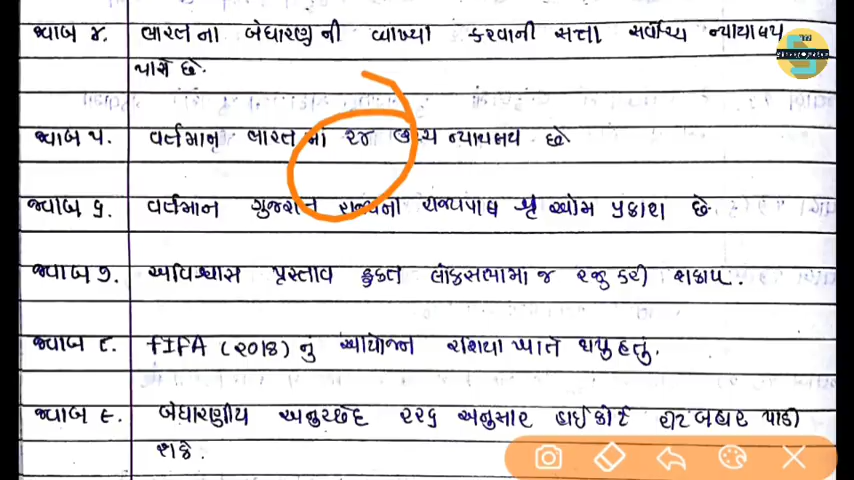 જવાબ ૪. ભારતના બંધારણની વ્યાખ્યા કરવાની સત્તા સર્વોચ્ચ ન્યાયાલય
પાસે છે.
જવાબ ૫. વર્તમાન ભારતમાં ૨૪ ઉચ્ચ ન્યાયાલય છે
જવાબ ૬. વર્તમાન ગુજરાત રાજ્યના રાજ્યપાલ શ્રી ઓમ પ્રકાશ છે.
જવાબ ૭. અવિશ્વાસ પ્રસ્તાવ ફકત લોકસભામાં જ રજુ કરી શકાય.
જવાબ ૮. FIFA (૨૦૧૮) નુ આયોજન રશિયા ખાતે થયુ હતુ.
જવાબ ૯. બંધારણીય અનુચ્છેદ ૨૨૬ અનુસાર હાઈકોર્ટ રીટ બહાર પાડી
શકે.